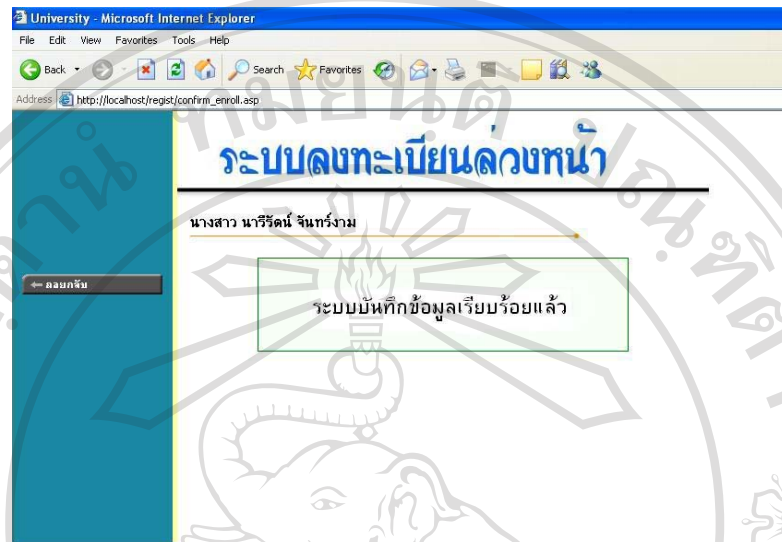 University - Microsoft Internet Explorer
File Edit View Favorites Tools Help
Back Search Favorites
Address http://localhost/regist/confirm_enroll.asp
ระบบลงทะเบียนล่วงหน้า
นางสาว นารีรัตน์ จันทร์งาม
ถอยกลับ
ระบบบันทึกข้อมูลเรียบร้อยแล้ว